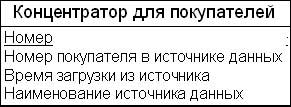 Концентратор для покупателей
Номер
Номер покупателя в источнике данных
Время загрузки из источника
Наименование источника данных